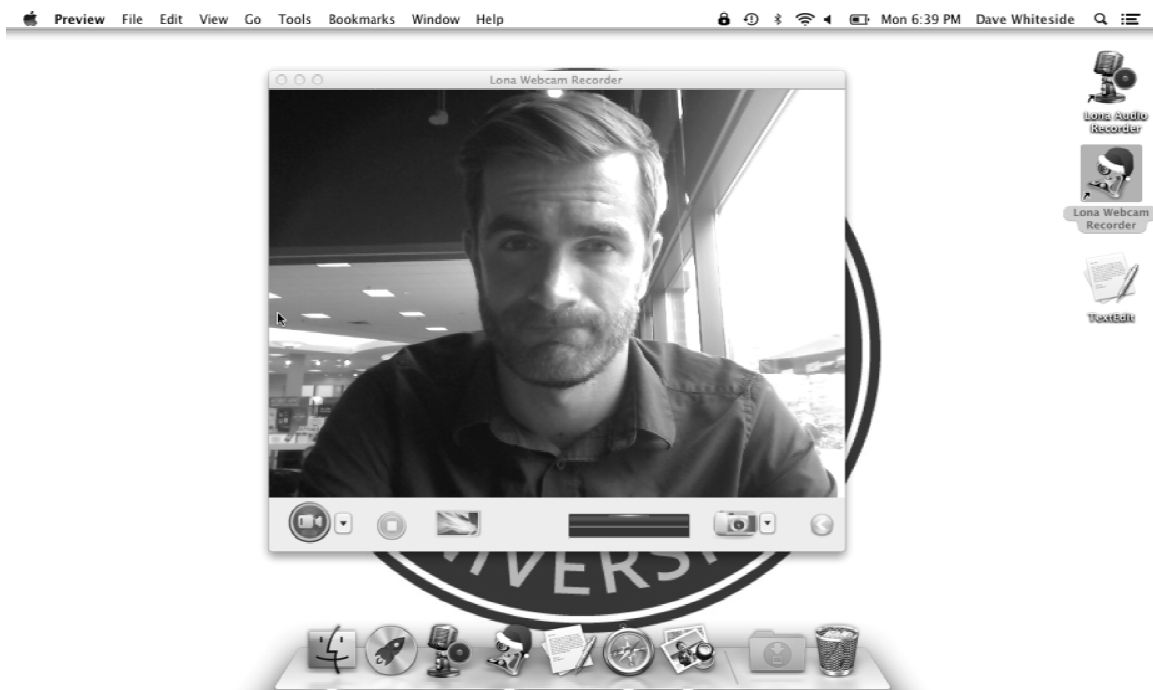 Preview File Edit View Go Tools Bookmarks Window Help Mon 6:39 PM Dave Whiteside
Lona Webcam Recorder
Lona Audio
Recorder
Lona Webcam
Recorder
TextEdit
NIVERSI